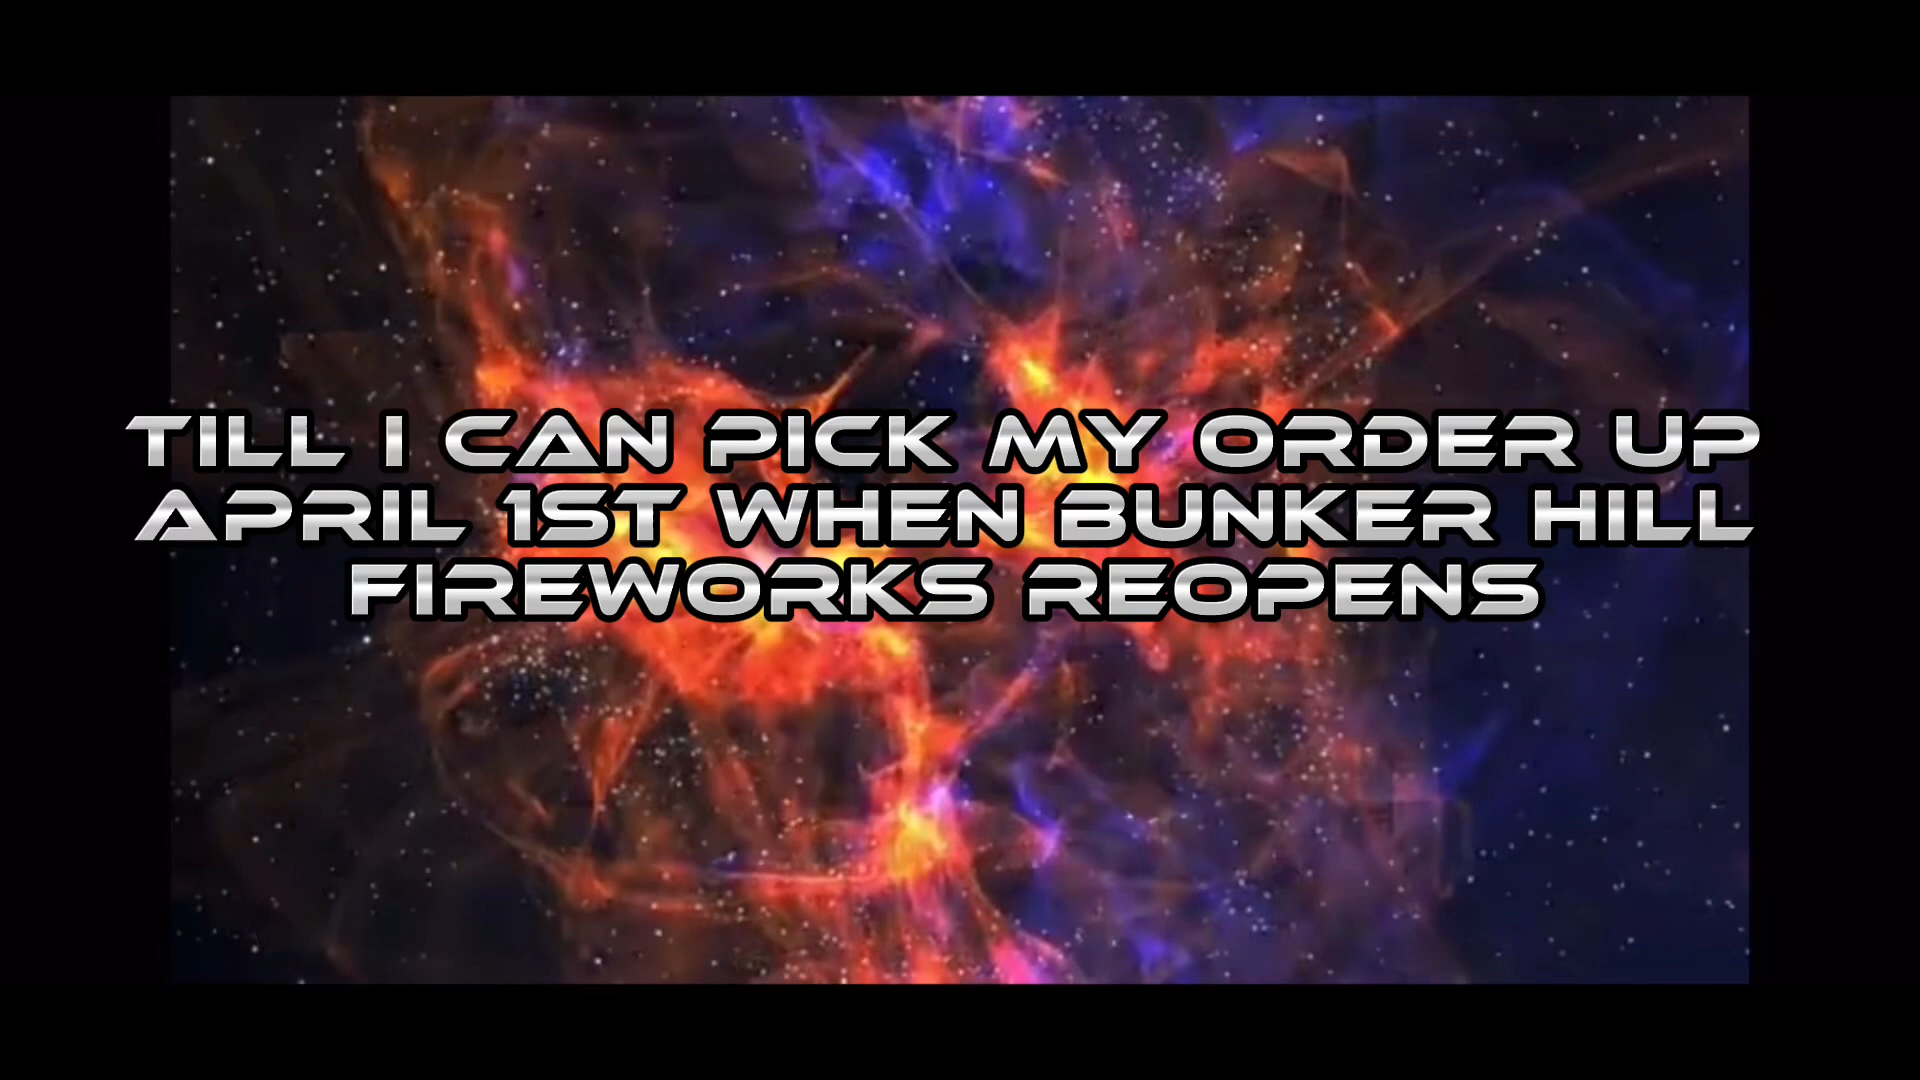 TILL I CAN PICK MY ORDER UP
APRIL 1ST WHEN BUNKER HILL
FIREWORKS REOPENS